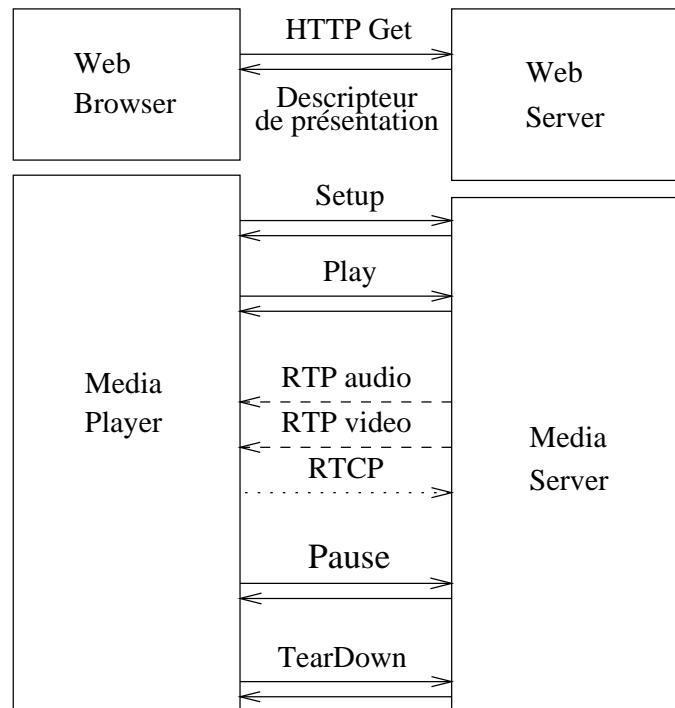 HTTP Get
Web
Browser
Descripteur
de présentation
Web
Server
Setup
Play
Media
Player
RTP audio
RTP video
RTCP
Media
Server
Pause
TearDown